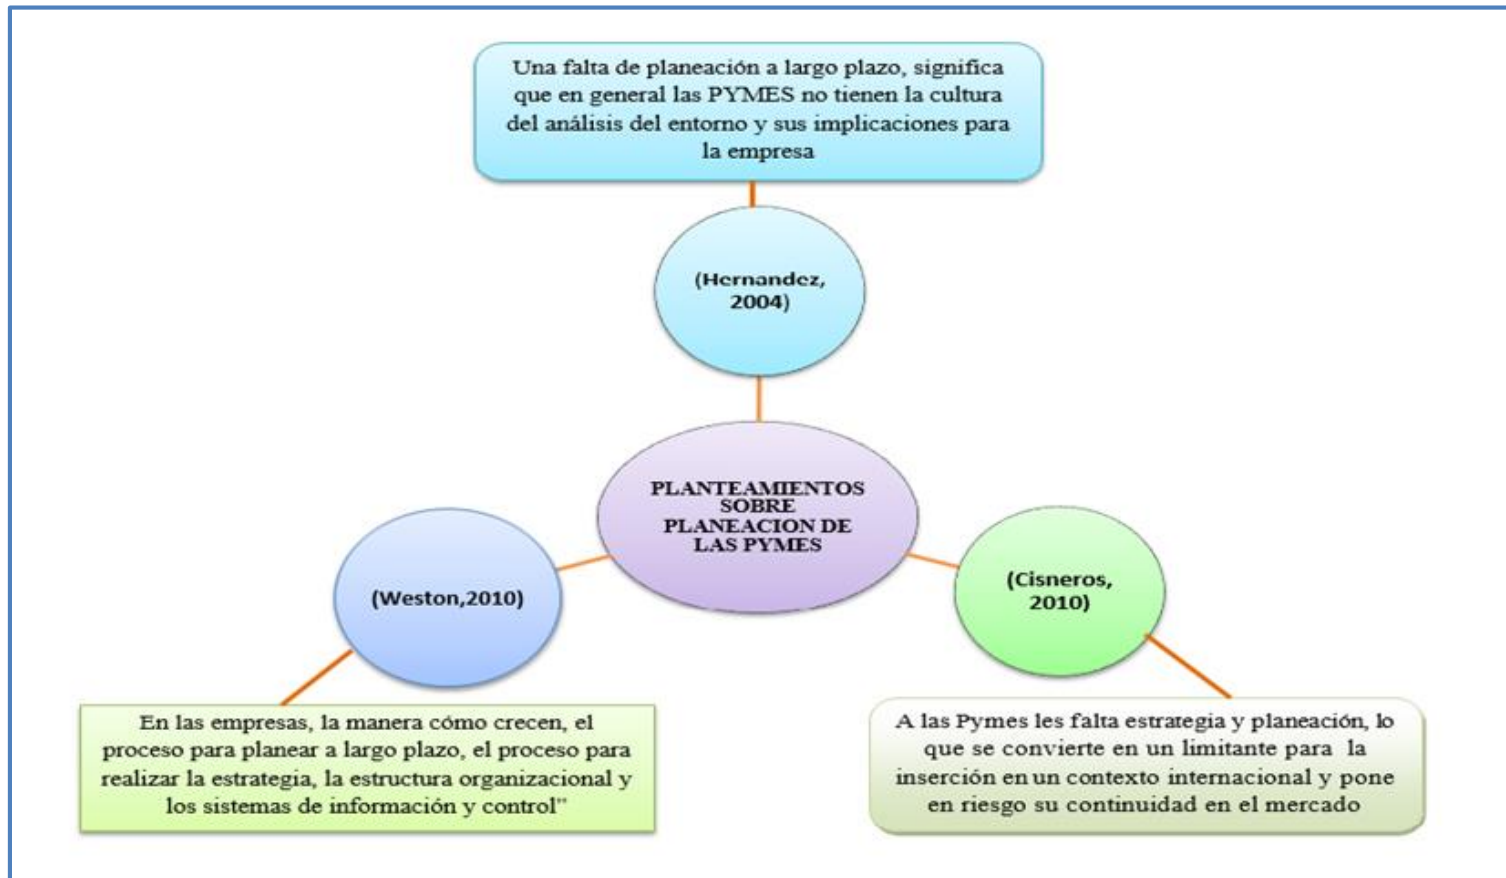 Una falta de planeación a largo plazo, significa
que en general las PYMES no tienen la cultura
del análisis del entorno y sus implicaciones para
la empresa
(Hernandez,
2004)
PLANTEAMIENTOS
SOBRE
PLANEACION DE
LAS PYMES
(Weston,2010)
(Cisneros,
2010)
En las empresas, la manera cómo crecen, el
proceso para planear a largo plazo, el proceso para
realizar la estrategia, la estructura organizacional y
los sistemas de información y control”
A las Pymes les falta estrategia y planeación, lo
que se convierte en un limitante para la
inserción en un contexto internacional y pone
en riesgo su continuidad en el mercado